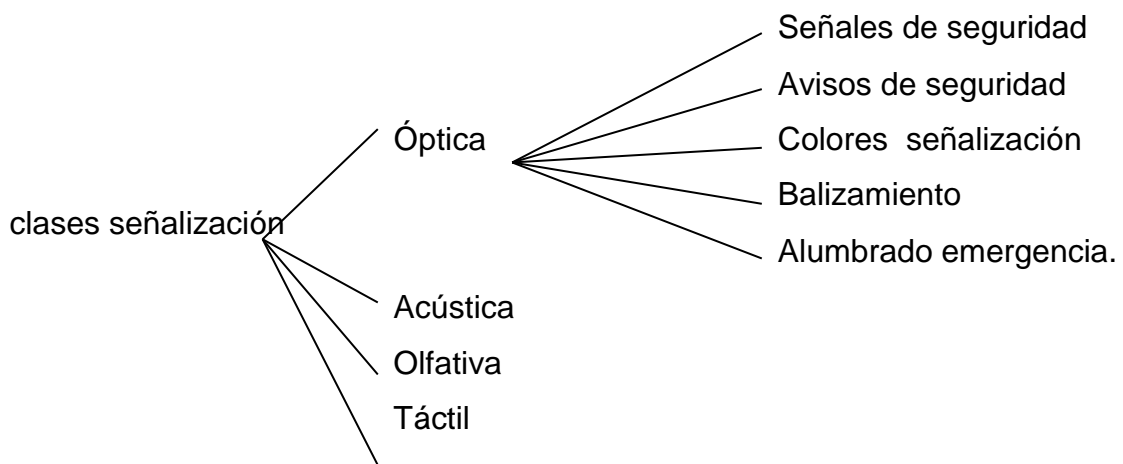 clases señalización
Óptica
Señales de seguridad
Avisos de seguridad
Colores señalización
Balizamiento
Alumbrado emergencia.
Acústica
Olfativa
Táctil